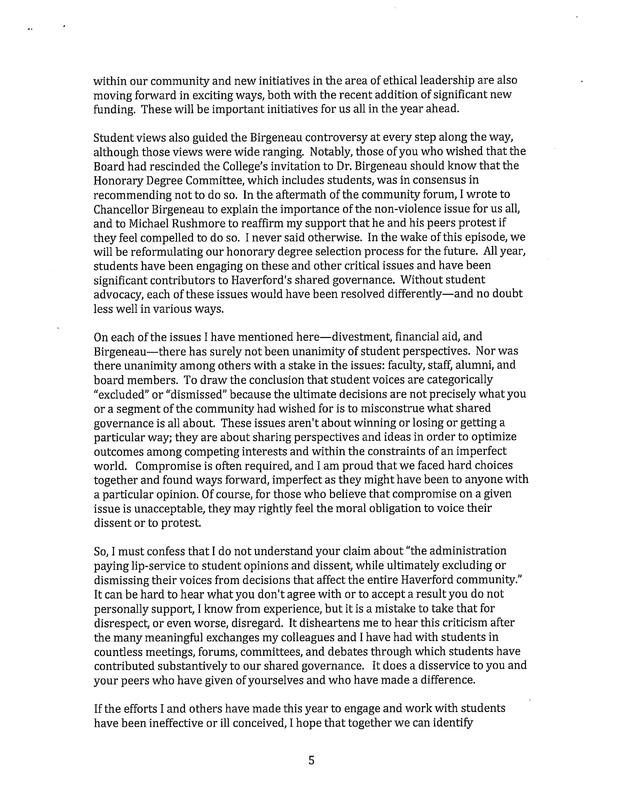 within our community and new initiatives in the area of ethical leadership are also
moving forward in exciting ways, both with the recent addition of significant new
funding.  These will be important initiatives for us all in the year ahead.
Student views also guided the Birgeneau controversy at every step along the way,
although those views were wide ranging.  Notably, those of you who wished that the
Board had rescinded the College's invitation to Dr. Birgeneau should know that the
Honorary Degree Committee, which includes students, was in consensus in
recommending not to do so.  In the aftermath of the community forum, I wrote to
Chancellor Birgeneau to explain the importance of the non-violence issue for us all,
and to Michael Rushmore to reaffirm my support that he and his peers protest if
they feel compelled to do so.  I never said otherwise.  In the wake of this episode, we
will be reformulating our honorary degree selection process for the future.  All year,
students have been engaging on these and other critical issues and have been
significant contributors to Haverford's shared governance.  Without student
advocacy, each of these issues would have been resolved differently—and no doubt
less well in various ways.
On each of the issues I have mentioned here—divestment, financial aid, and
Birgeneau—there has surely not been unanimity of student perspectives.  Nor was
there unanimity among others with a stake in the issues: faculty, staff, alumni, and
board members.  To draw the conclusion that student voices are categorically
"excluded" or "dismissed" because the ultimate decisions are not precisely what you
or a segment of the community had wished for is to misconstrue what shared
governance is all about.  These issues aren't about winning or losing or getting a
particular way; they are about sharing perspectives and ideas in order to optimize
outcomes among competing interests and within the constraints of an imperfect
world.   Compromise is often required, and I am proud that we faced hard choices
together and found ways forward, imperfect as they might have been to anyone with
a particular opinion. Of course, for those who believe that compromise on a given
issue is unacceptable, they may rightly feel the moral obligation to voice their
dissent or to protest.
So, I must confess that I do not understand your claim about "the administration
paying lip-service to student opinions and dissent, while ultimately excluding or
dismissing their voices from decisions that affect the entire Haverford community."
It can be hard to hear what you don't agree with or to accept a result you do not
personally support, I know from experience, but it is a mistake to take that for
disrespect, or even worse, disregard.  It disheartens me to hear this criticism after
the many meaningful exchanges my colleagues and I have had with students in
countless meetings, forums, committees, and debates through which students have
contributed substantively to our shared governance.   It does a disservice to you and
your peers who have given of yourselves and who have made a difference.
If the efforts I and others have made this year to engage and work with students
have been ineffective or ill conceived, I hope that together we can identify
5